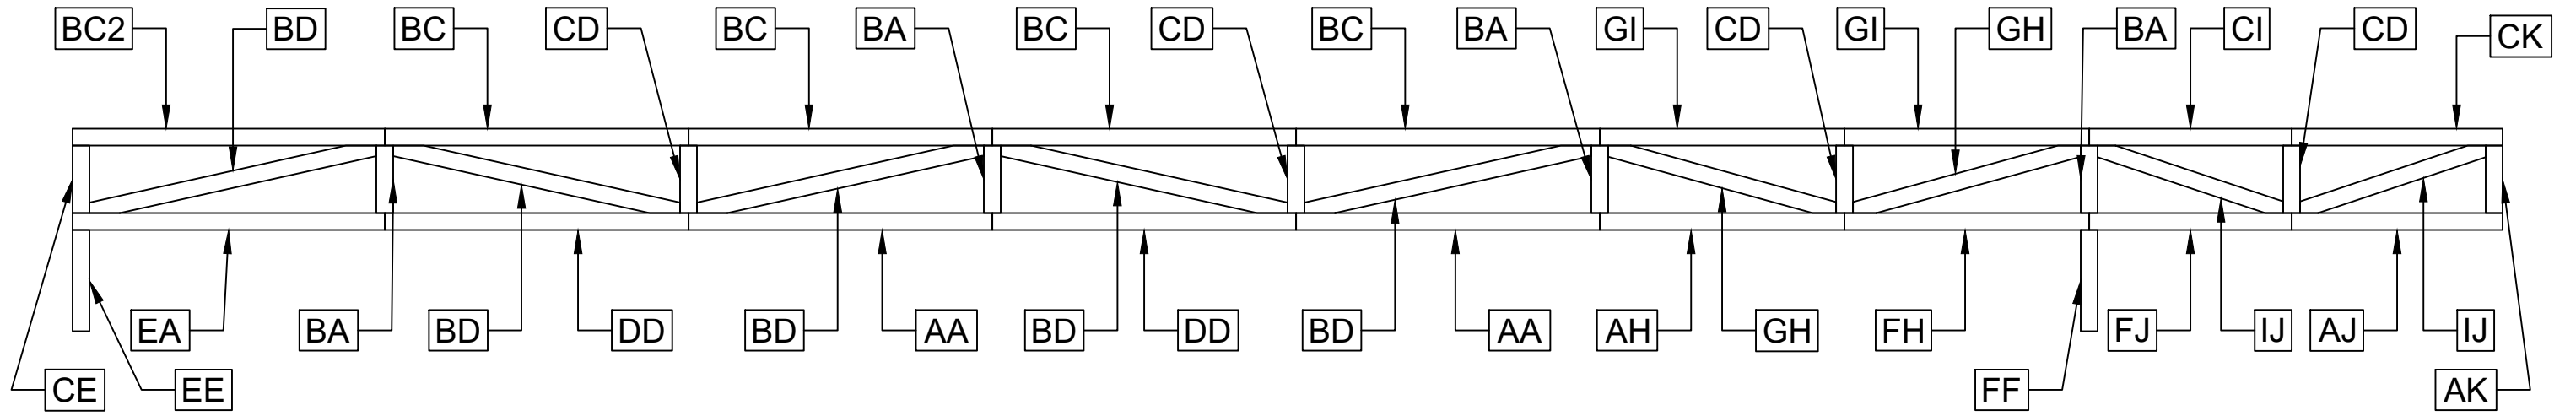 BC2 BD BC CD BC BA BC CD BC BA GI CD GI GH BA CI CD CK
EA BA BD DD BD AA BD DD BD AA AH GH FH FJ IJ AJ IJ
CE EE FF AK